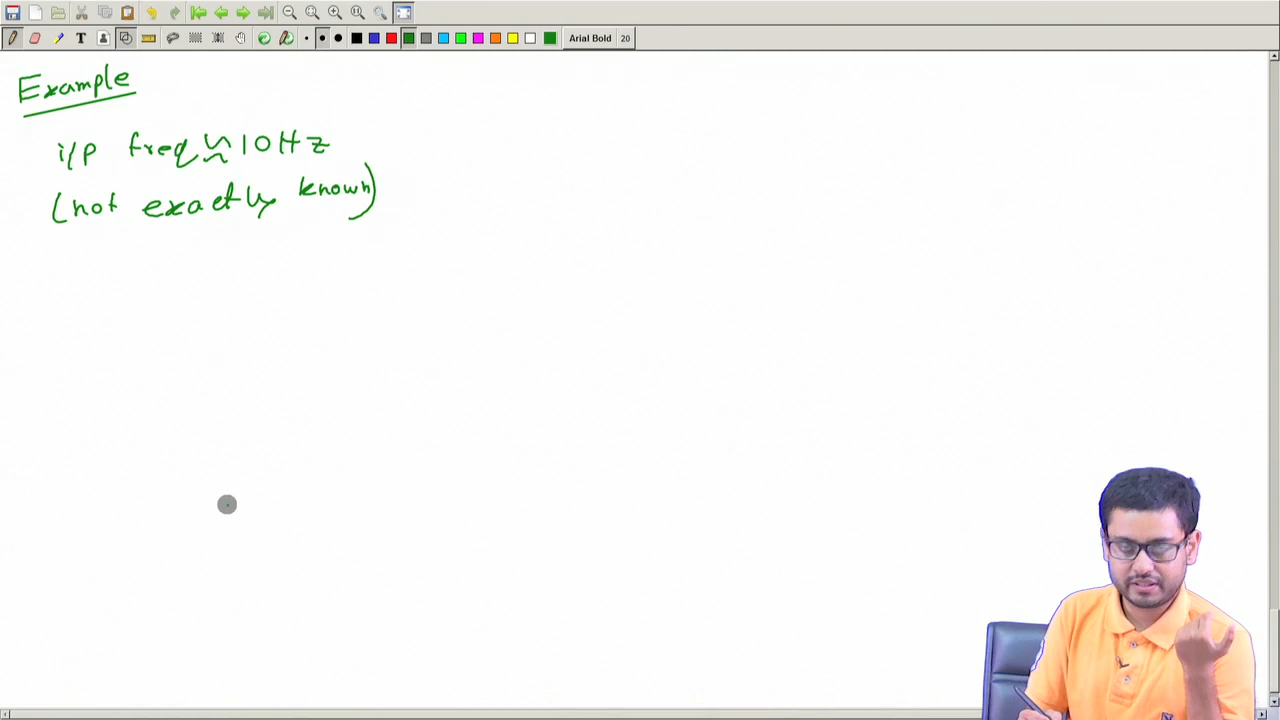 Arial Bold 20
Example
i/p freq ≈ 10 Hz
(not exactly known)